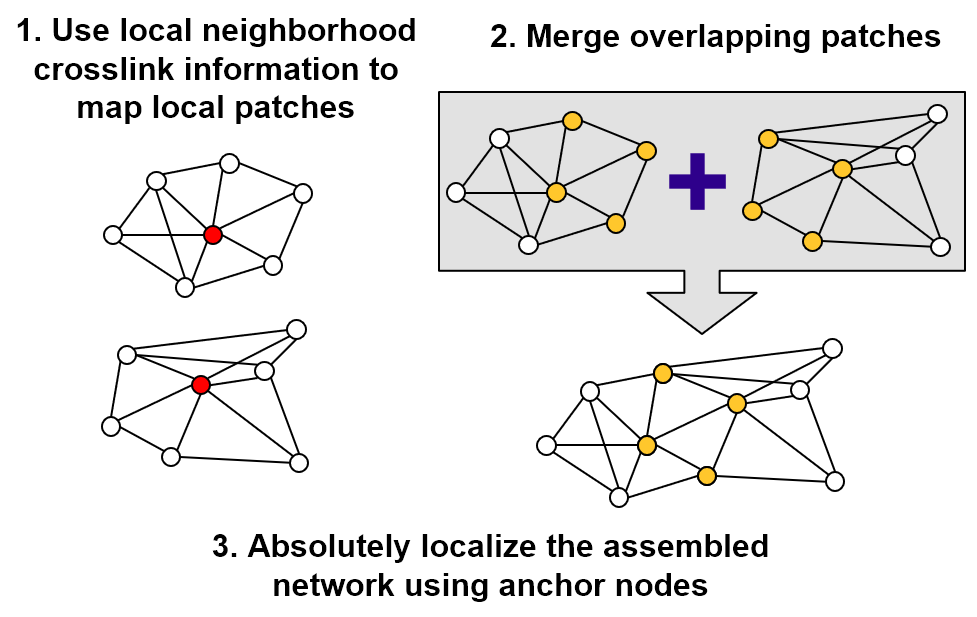 1. Use local neighborhood
crosslink information to
map local patches
2. Merge overlapping patches
3. Absolutely localize the assembled
network using anchor nodes